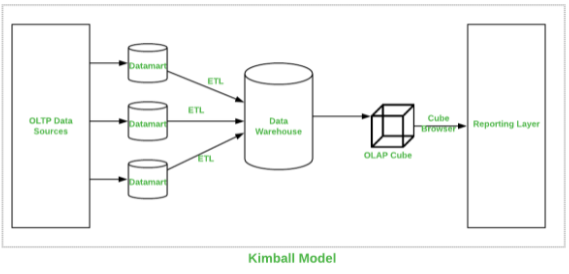 OLTP Data
Sources
Datamart
Datamart
Datamart
ETL
ETL
ETL
Data
Warehouse
OLAP Cube
Cube
Browser
Reporting Layer
Kimball Model